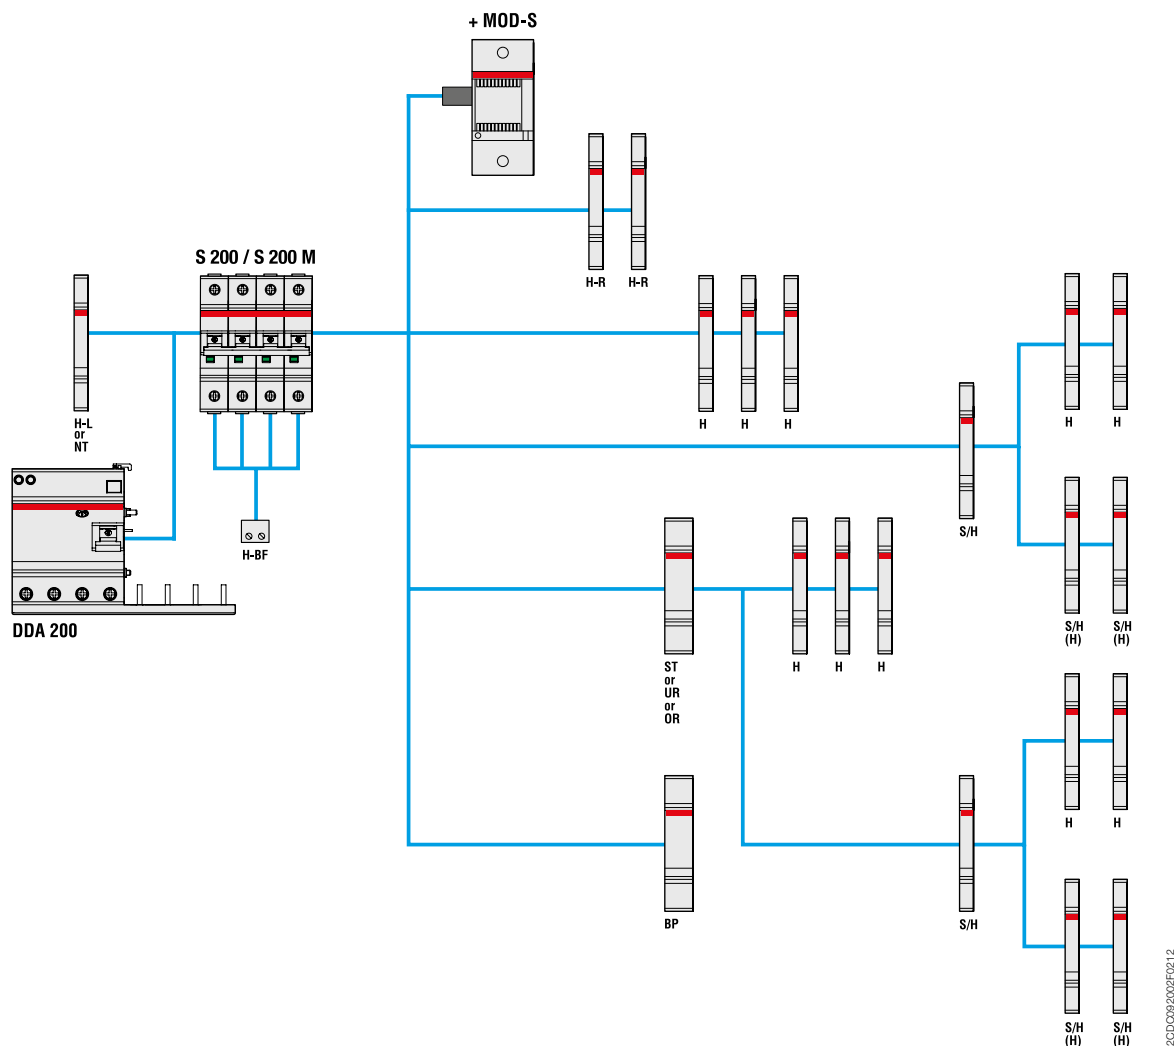 + MOD-S
H-R
H-R
S 200 / S 200 M
H-L
or
NT
H
H
H
H
H
S/H
H-BF
S/H
(H)
S/H
(H)
DDA 200
ST
or
UR
or
OR
H
H
H
H
H
BP
S/H
S/H
(H)
S/H
(H)
2CDC092002F0212